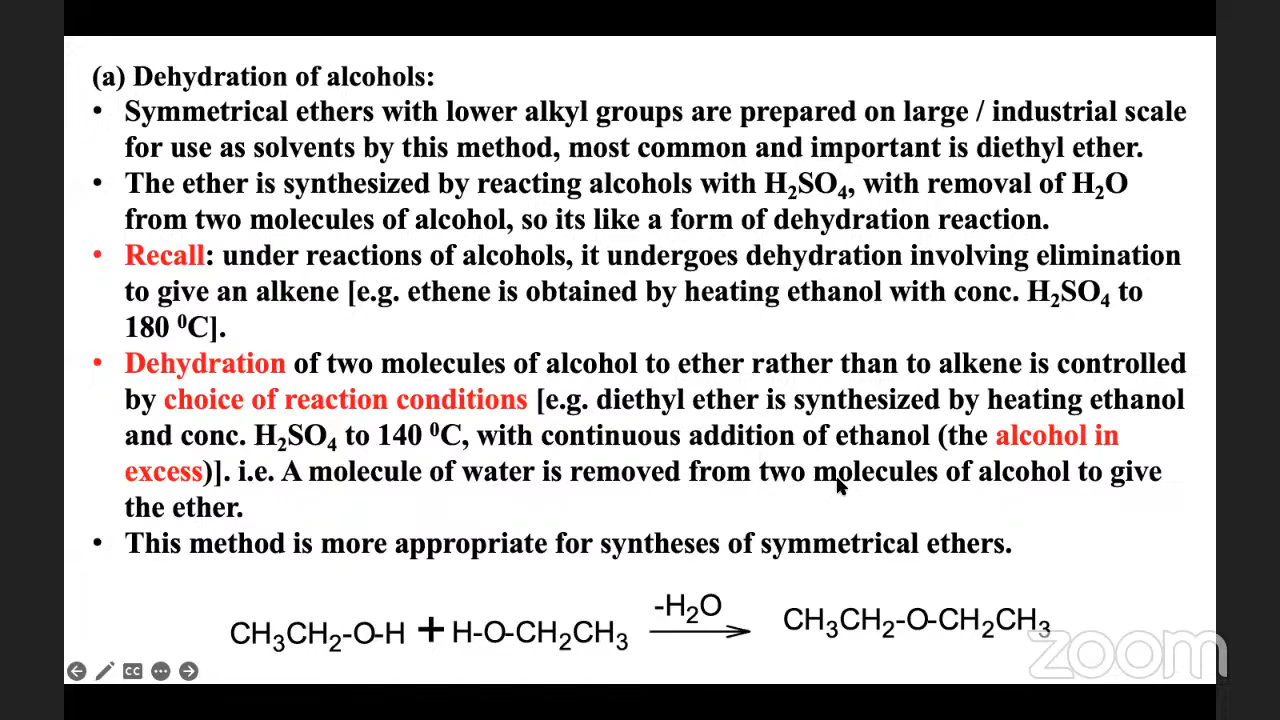 (a) Dehydration of alcohols:
• Symmetrical ethers with lower alkyl groups are prepared on large / industrial scale
for use as solvents by this method, most common and important is diethyl ether.
• The ether is synthesized by reacting alcohols with H₂SO₄, with removal of H₂O
from two molecules of alcohol, so its like a form of dehydration reaction.
• Recall: under reactions of alcohols, it undergoes dehydration involving elimination
to give an alkene [e.g. ethene is obtained by heating ethanol with conc. H₂SO₄ to
180 ⁰C].
• Dehydration of two molecules of alcohol to ether rather than to alkene is controlled
by choice of reaction conditions [e.g. diethyl ether is synthesized by heating ethanol
and conc. H₂SO₄ to 140 ⁰C, with continuous addition of ethanol (the alcohol in
excess)]. i.e. A molecule of water is removed from two molecules of alcohol to give
the ether.
• This method is more appropriate for syntheses of symmetrical ethers.
CH₃CH₂-O-H + H-O-CH₂CH₃ -H₂O CH₃CH₂-O-CH₂CH₃
CC
zoom